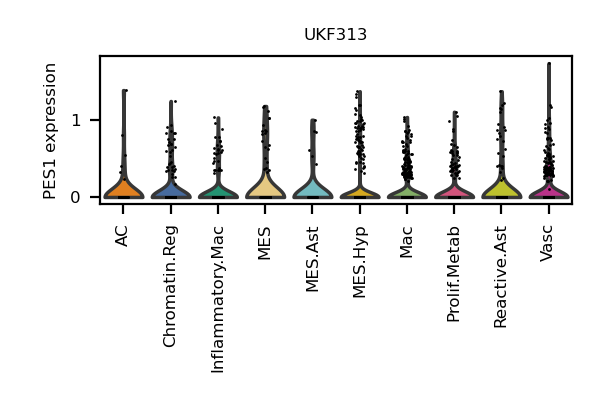 UKF313
PES1 expression
1
0
AC
Chromatin.Reg
Inflammatory.Mac
MES
MES.Ast
MES.Hyp
Mac
Prolif.Metab
Reactive.Ast
Vasc